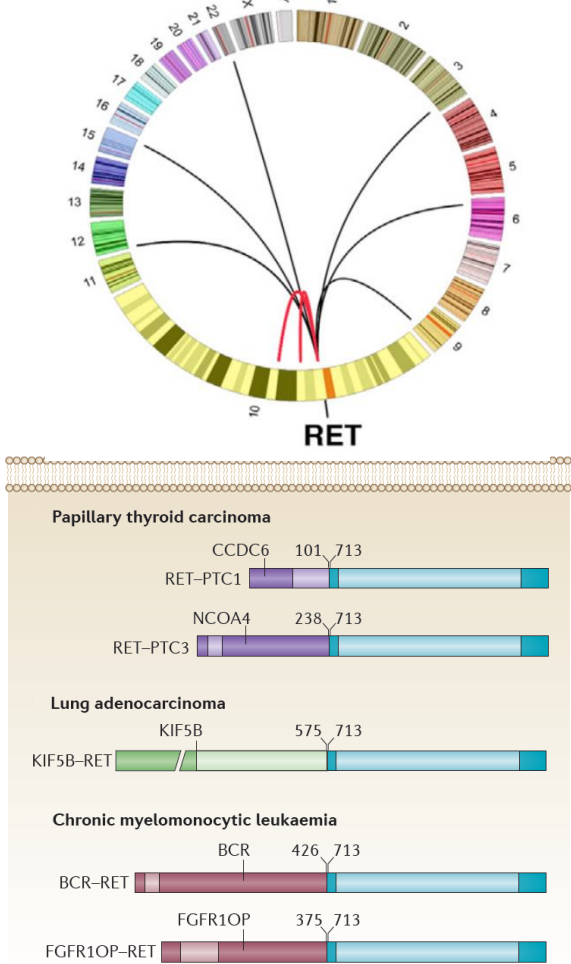 1
2
3
4
5
6
7
8
9
10
11
12
13
14
15
16
17
18
19
20
21
22
X
RET
Papillary thyroid carcinoma
CCDC6 101 713
RET–PTC1
NCOA4 238 713
RET–PTC3
Lung adenocarcinoma
KIF5B 575 713
KIF5B–RET
Chronic myelomonocytic leukaemia
BCR 426 713
BCR–RET
FGFR1OP 375 713
FGFR1OP–RET